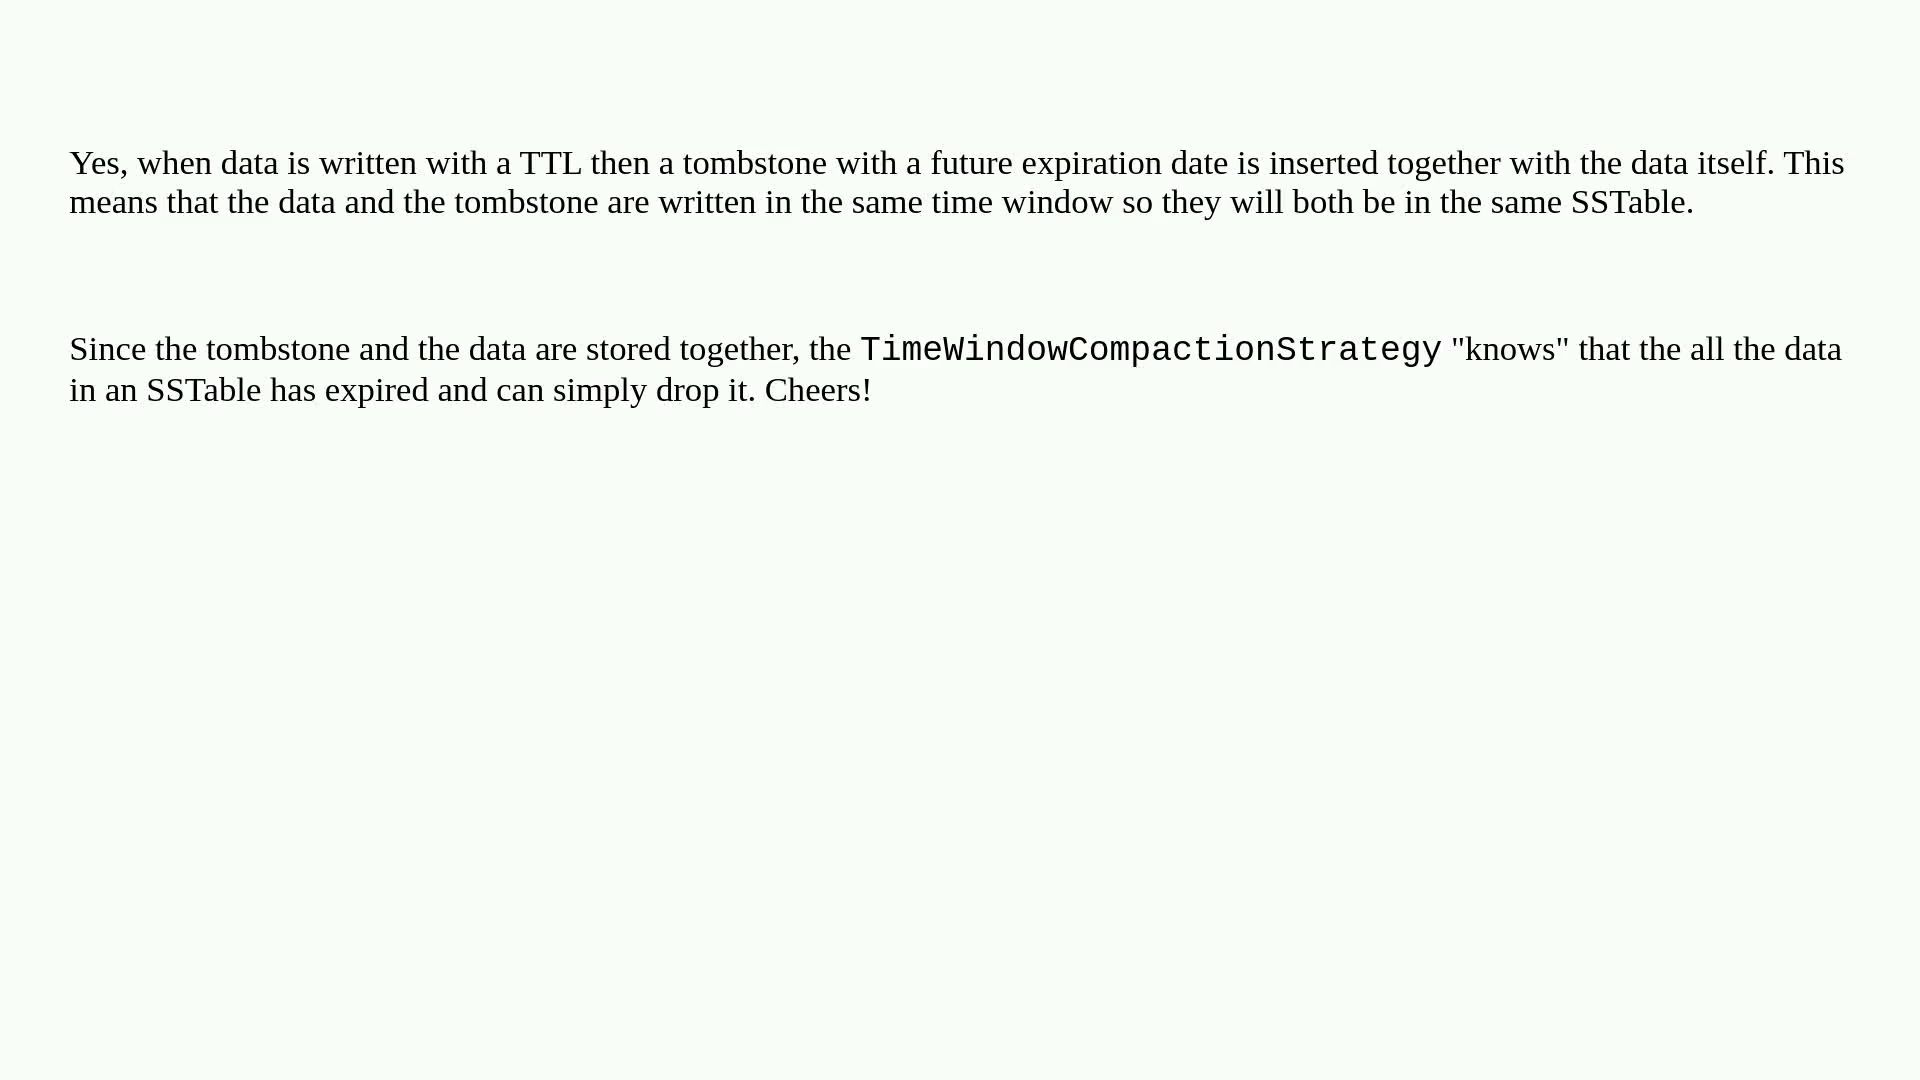 Yes, when data is written with a TTL then a tombstone with a future expiration date is inserted together with the data itself. This
means that the data and the tombstone are written in the same time window so they will both be in the same SSTable.
Since the tombstone and the data are stored together, the TimeWindowCompactionStrategy "knows" that the all the data
in an SSTable has expired and can simply drop it. Cheers!